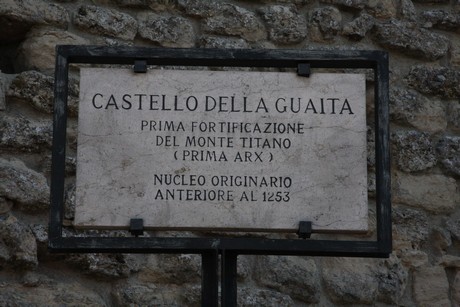 CASTELLO DELLA GUAITA
PRIMA FORTIFICAZIONE
DEL MONTE TITANO
( PRIMA ARX )
NUCLEO ORIGINARIO
ANTERIORE AL 1253